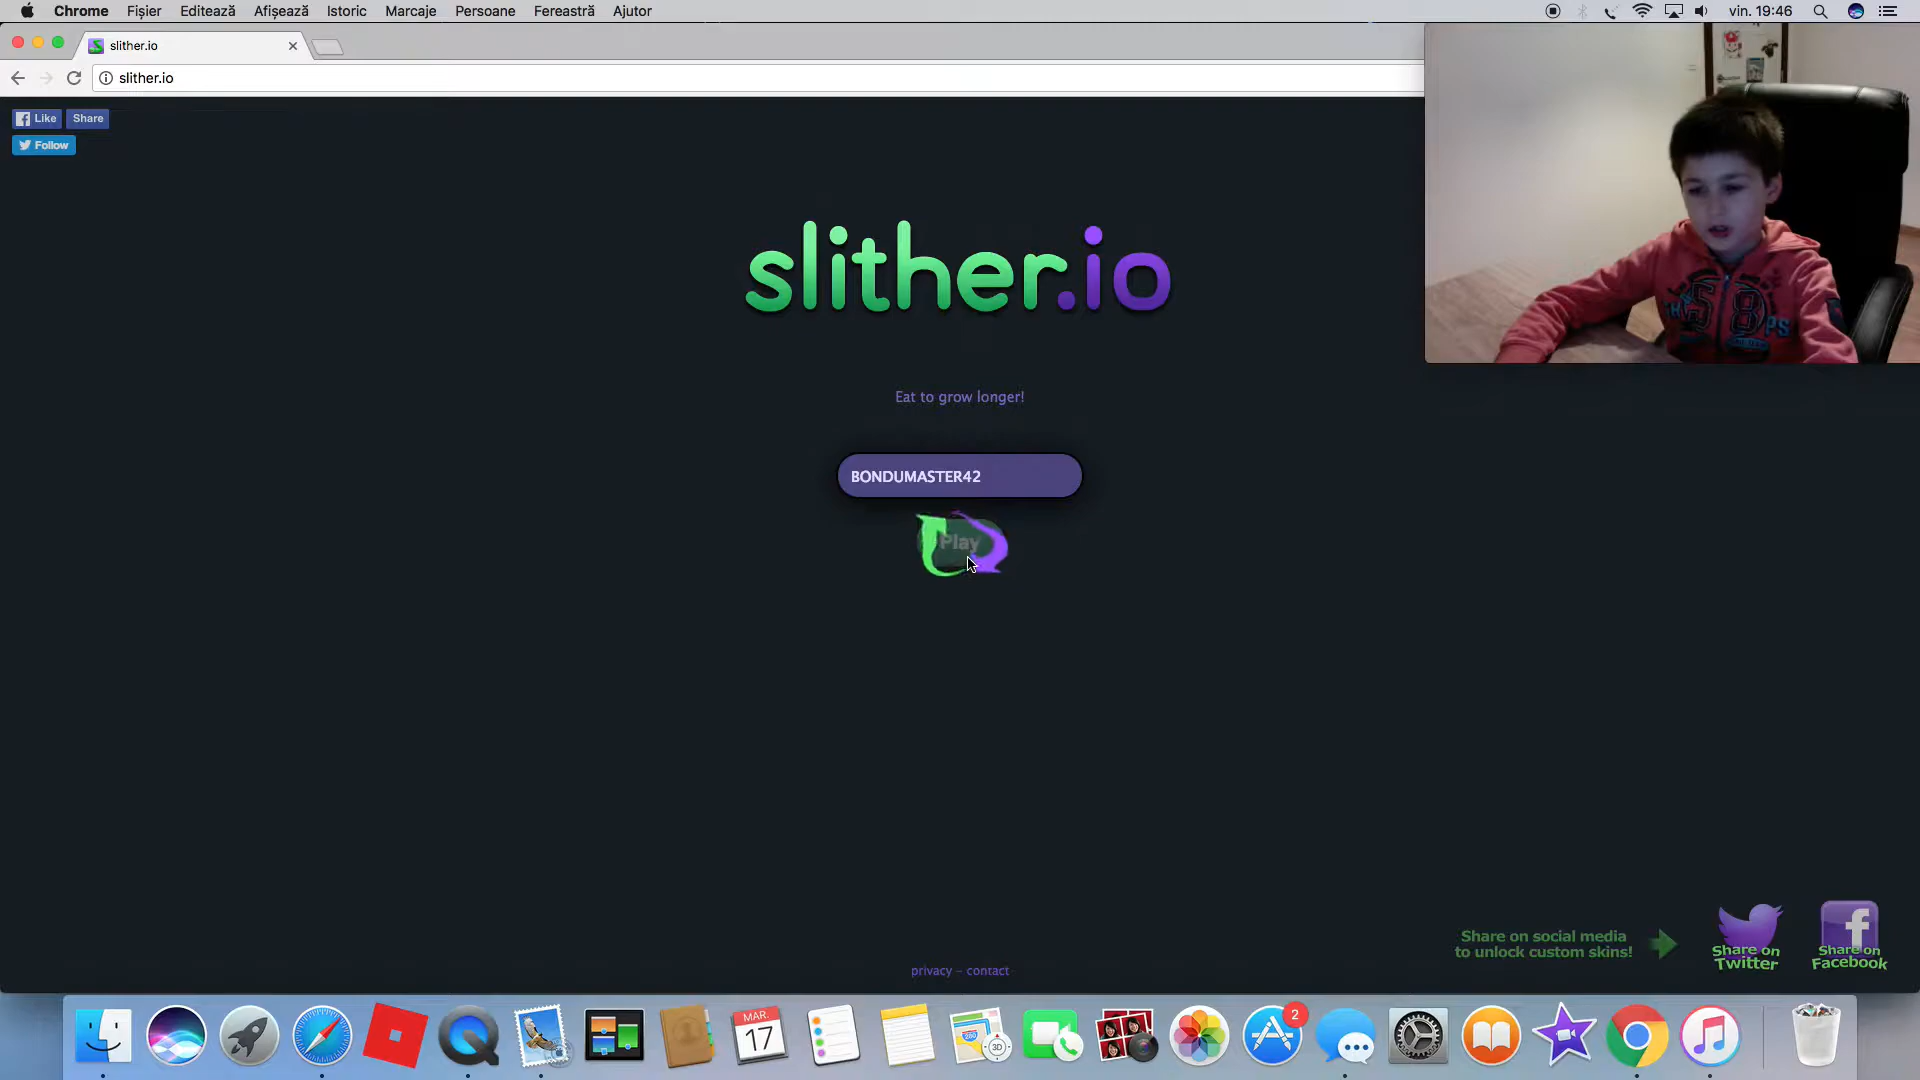 Chrome Fișier Editează Afișează Istoric Marcaje Persoane Fereastră Ajutor vin. 19:46
slither.io
slither.io
Like Share
Follow
slither.io
Eat to grow longer!
BONDUMASTER42
Play
58
Share on social media
to unlock custom skins!
Share on
Twitter
Share on
Facebook
privacy - contact
MAR.
17
3D
2